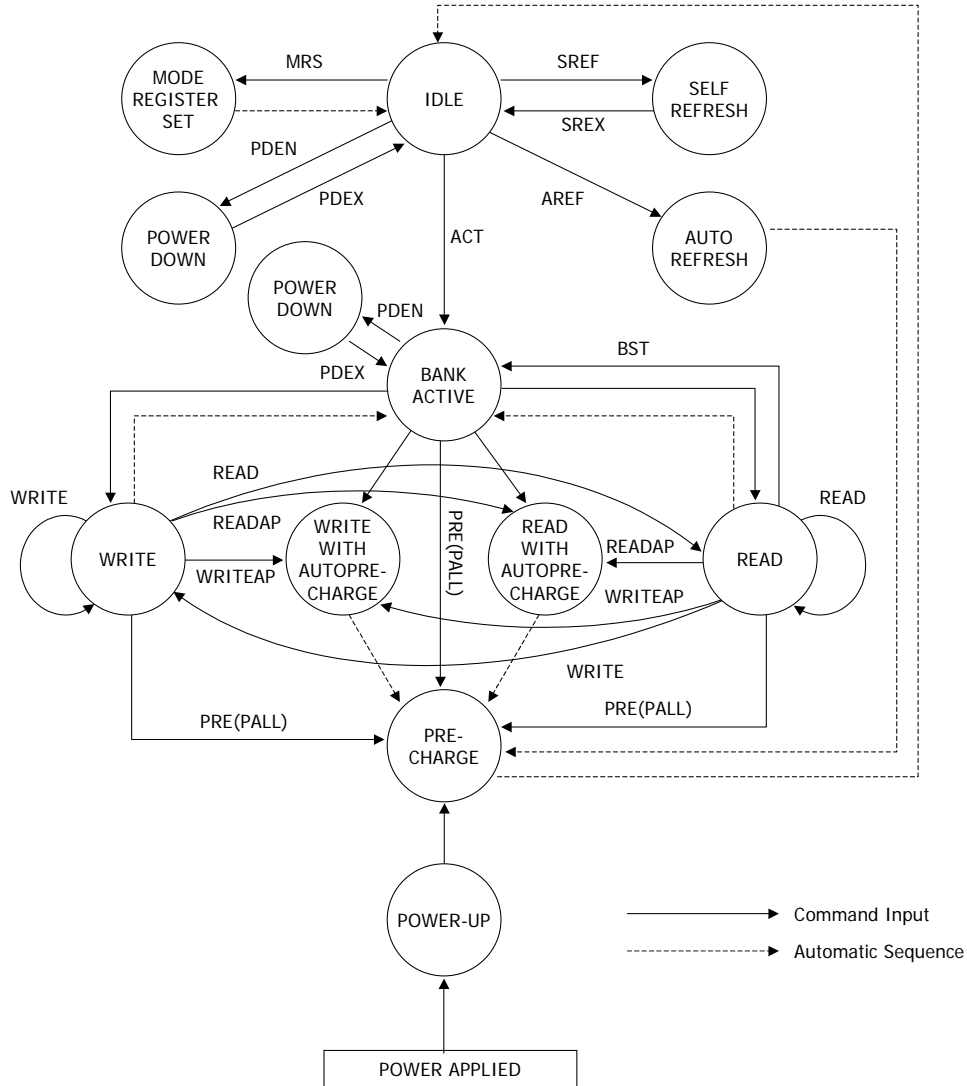 MRS
SREF
MODE
REGISTER
SET
IDLE
SELF
REFRESH
SREX
PDEN
PDEX
AREF
POWER
DOWN
ACT
AUTO
REFRESH
POWER
DOWN
PDEN
PDEX
BST
BANK
ACTIVE
WRITE
READ
READ
READAP
WRITE
WITH
AUTOPRE-
CHARGE
PRE(PALL)
READ
WITH
AUTOPRE-
CHARGE
READAP
WRITE
WRITEAP
READ
WRITEAP
WRITE
PRE(PALL)
PRE(PALL)
PRE-
CHARGE
POWER-UP
Command Input
Automatic Sequence
POWER APPLIED